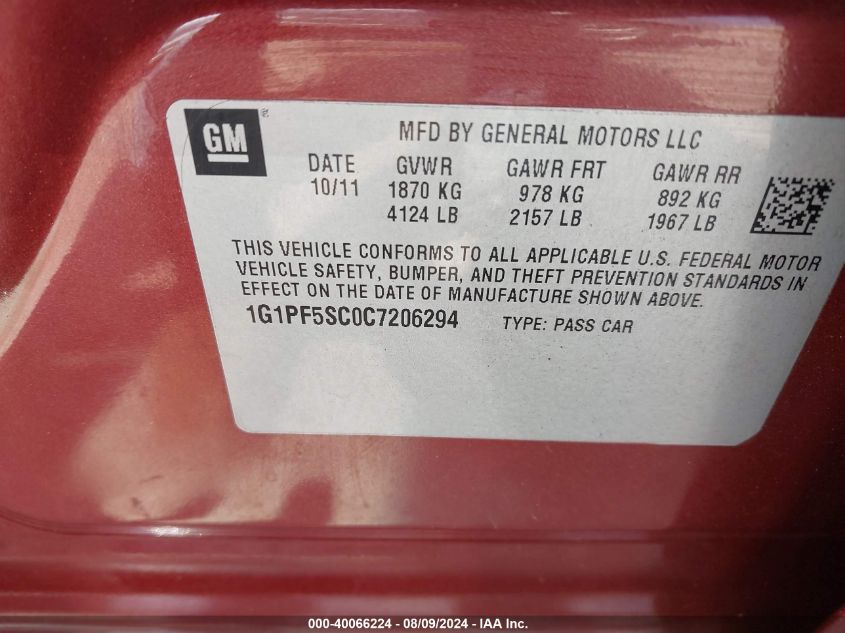 GM ®
MFD BY GENERAL MOTORS LLC
DATE GVWR GAWR FRT GAWR RR
10/11 1870 KG 978 KG 892 KG
4124 LB 2157 LB 1967 LB
THIS VEHICLE CONFORMS TO ALL APPLICABLE U.S. FEDERAL MOTOR
VEHICLE SAFETY, BUMPER, AND THEFT PREVENTION STANDARDS IN
EFFECT ON THE DATE OF MANUFACTURE SHOWN ABOVE.
1G1PF5SC0C7206294 TYPE: PASS CAR
000-40066224 - 08/09/2024 - IAA, Inc.